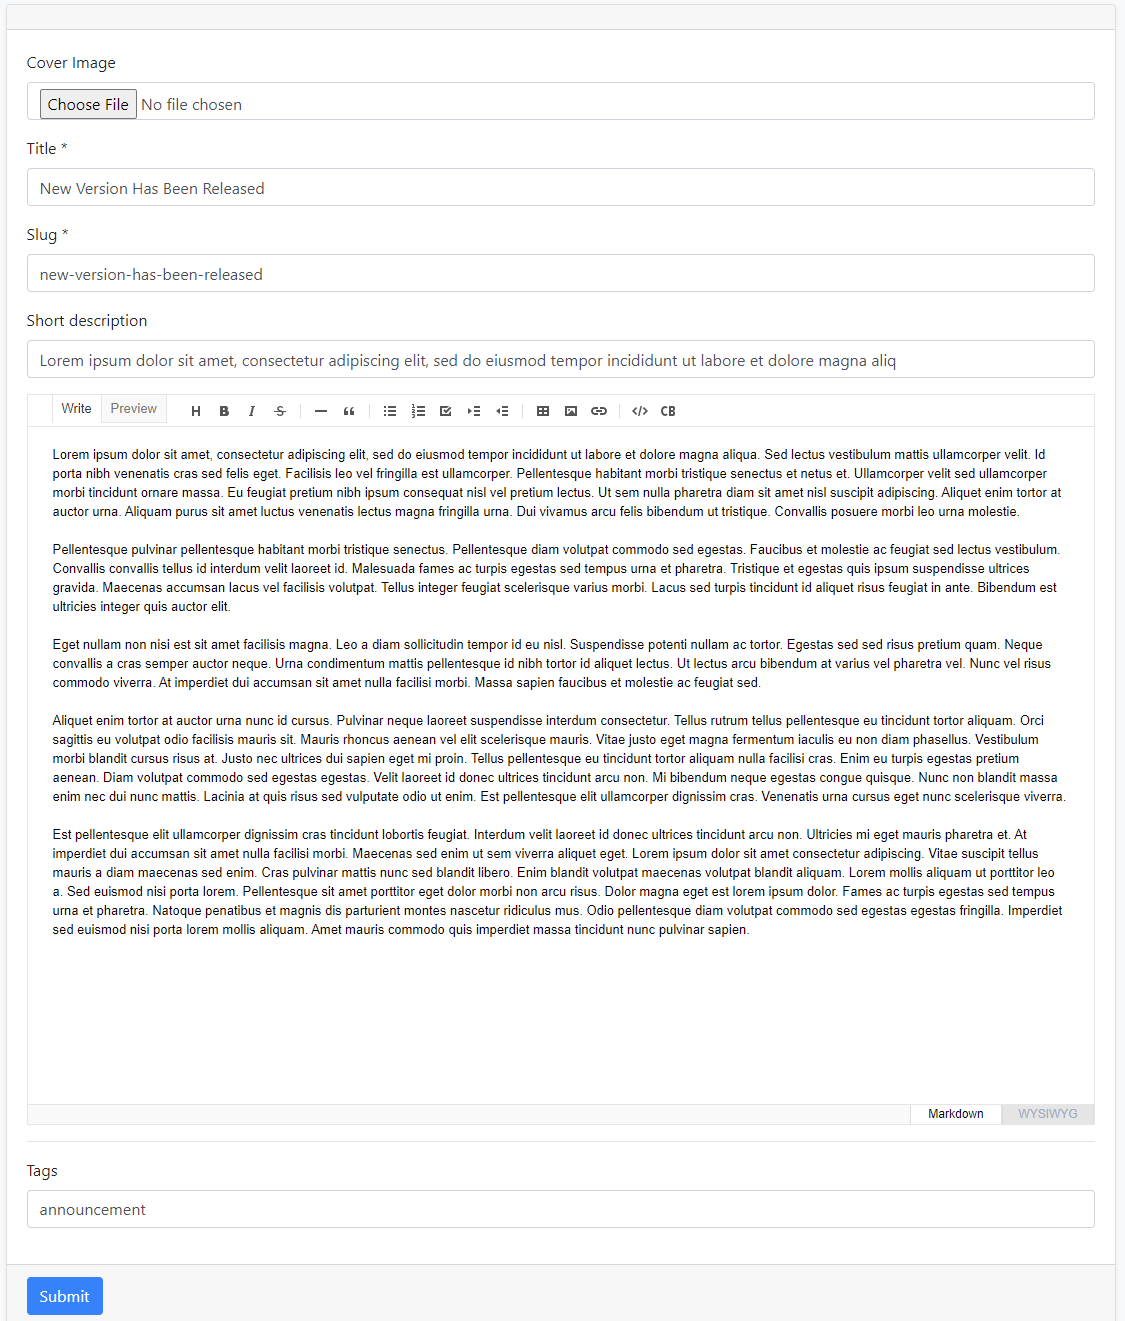 Cover Image
Choose File No file chosen
Title *
New Version Has Been Released
Slug *
new-version-has-been-released
Short description
Lorem ipsum dolor sit amet, consectetur adipiscing elit, sed do eiusmod tempor incididunt ut labore et dolore magna aliq
Write Preview H B I S “ </> CB
Lorem ipsum dolor sit amet, consectetur adipiscing elit, sed do eiusmod tempor incididunt ut labore et dolore magna aliqua. Sed lectus vestibulum mattis ullamcorper velit. Id
porta nibh venenatis cras sed felis eget. Facilisis leo vel fringilla est ullamcorper. Pellentesque habitant morbi tristique senectus et netus et. Ullamcorper velit sed ullamcorper
morbi tincidunt ornare massa. Eu feugiat pretium nibh ipsum consequat nisl vel pretium lectus. Ut sem nulla pharetra diam sit amet nisl suscipit adipiscing. Aliquet enim tortor at
auctor urna. Aliquam purus sit amet luctus venenatis lectus magna fringilla urna. Dui vivamus arcu felis bibendum ut tristique. Convallis posuere morbi leo urna molestie.
Pellentesque pulvinar pellentesque habitant morbi tristique senectus. Pellentesque diam volutpat commodo sed egestas. Faucibus et molestie ac feugiat sed lectus vestibulum.
Convallis convallis tellus id interdum velit laoreet id. Malesuada fames ac turpis egestas sed tempus urna et pharetra. Tristique et egestas quis ipsum suspendisse ultrices
gravida. Maecenas accumsan lacus vel facilisis volutpat. Tellus integer feugiat scelerisque varius morbi. Lacus sed turpis tincidunt id aliquet risus feugiat in ante. Bibendum est
ultricies integer quis auctor elit.
Eget nullam non nisi est sit amet facilisis magna. Leo a diam sollicitudin tempor id eu nisl. Suspendisse potenti nullam ac tortor. Egestas sed sed risus pretium quam. Neque
convallis a cras semper auctor neque. Urna condimentum mattis pellentesque id nibh tortor id aliquet lectus. Ut lectus arcu bibendum at varius vel pharetra vel. Nunc vel risus
commodo viverra. At imperdiet dui accumsan sit amet nulla facilisi morbi. Massa sapien faucibus et molestie ac feugiat sed.
Aliquet enim tortor at auctor urna nunc id cursus. Pulvinar neque laoreet suspendisse interdum consectetur. Tellus rutrum tellus pellentesque eu tincidunt tortor aliquam. Orci
sagittis eu volutpat odio facilisis mauris sit. Mauris rhoncus aenean vel elit scelerisque mauris. Vitae justo eget magna fermentum iaculis eu non diam phasellus. Vestibulum
morbi blandit cursus risus at. Justo nec ultrices dui sapien eget mi proin. Tellus pellentesque eu tincidunt tortor aliquam nulla facilisi cras. Enim eu turpis egestas pretium
aenean. Diam volutpat commodo sed egestas egestas. Velit laoreet id donec ultrices tincidunt arcu non. Mi bibendum neque egestas congue quisque. Nunc non blandit massa
enim nec dui nunc mattis. Lacinia at quis risus sed vulputate odio ut enim. Est pellentesque elit ullamcorper dignissim cras. Venenatis urna cursus eget nunc scelerisque viverra.
Est pellentesque elit ullamcorper dignissim cras tincidunt lobortis feugiat. Interdum velit laoreet id donec ultrices tincidunt arcu non. Ultricies mi eget mauris pharetra et. At
imperdiet dui accumsan sit amet nulla facilisi morbi. Maecenas sed enim ut sem viverra aliquet eget. Lorem ipsum dolor sit amet consectetur adipiscing. Vitae suscipit tellus
mauris a diam maecenas sed enim. Cras pulvinar mattis nunc sed blandit libero. Enim blandit volutpat maecenas volutpat blandit aliquam. Lorem mollis aliquam ut porttitor leo
a. Sed euismod nisi porta lorem. Pellentesque sit amet porttitor eget dolor morbi non arcu risus. Dolor magna eget est lorem ipsum dolor. Fames ac turpis egestas sed tempus
urna et pharetra. Natoque penatibus et magnis dis parturient montes nascetur ridiculus mus. Odio pellentesque diam volutpat commodo sed egestas egestas fringilla. Imperdiet
sed euismod nisi porta lorem mollis aliquam. Amet mauris commodo quis imperdiet massa tincidunt nunc pulvinar sapien.
Markdown WYSIWYG
Tags
announcement
Submit